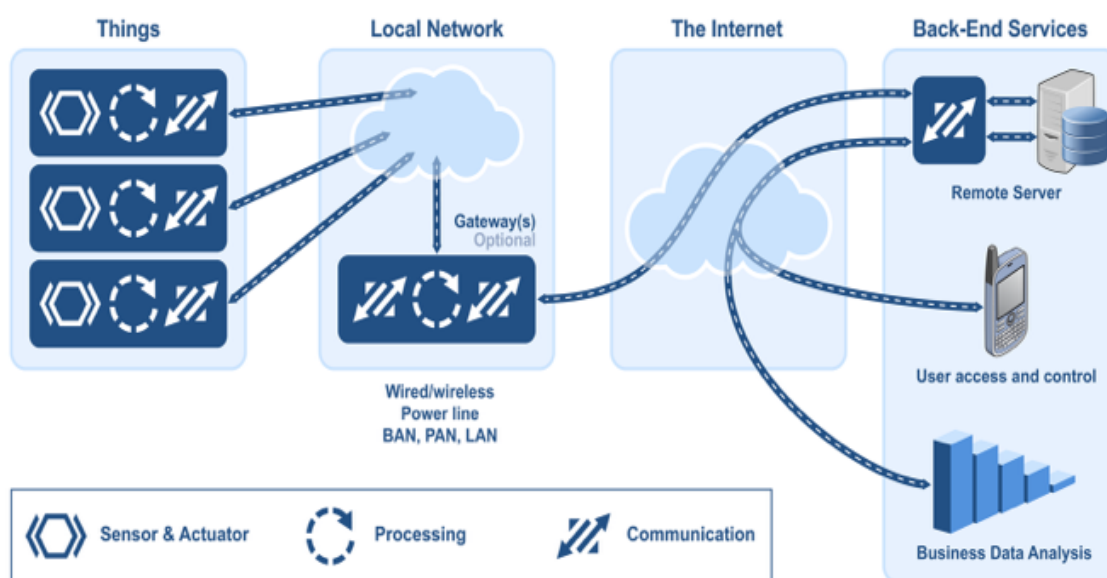 Things
Local Network
The Internet
Back-End Services
Gateway(s)
Optional
Remote Server
Wired/wireless
Power line
BAN, PAN, LAN
User access and control
Sensor & Actuator
Processing
Communication
Business Data Analysis